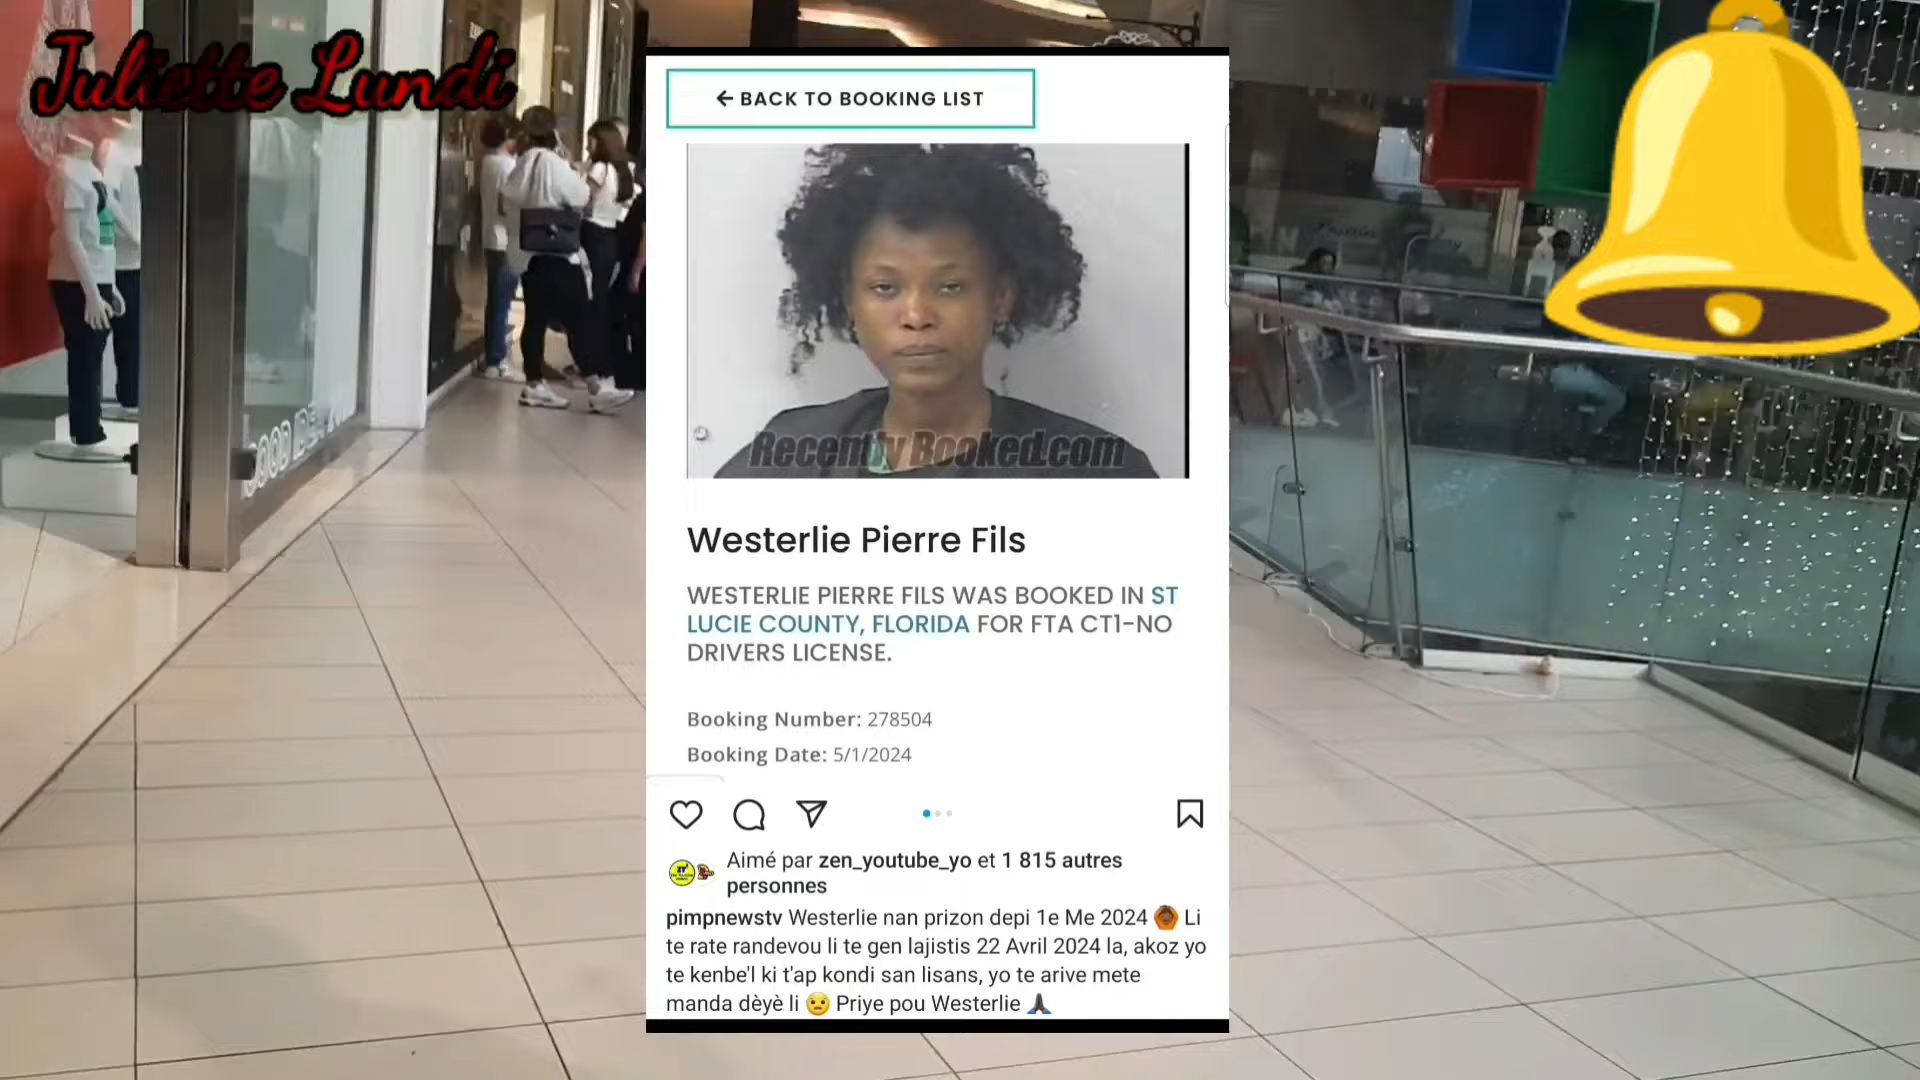 Juliette Lundi
← BACK TO BOOKING LIST
Recently Booked.com
Westerlie Pierre Fils
WESTERLIE PIERRE FILS WAS BOOKED IN ST
LUCIE COUNTY, FLORIDA FOR FTA CT1-NO
DRIVERS LICENSE.
Booking Number: 278504
Booking Date: 5/1/2024
Aimé par zen_youtube_yo et 1 815 autres
personnes
pimpnewstv Westerlie nan prizon depi 1e Me 2024 🙆🏾 Li
te rate randevou li te gen lajistis 22 Avril 2024 la, akoz yo
te kenbe'l ki t'ap kondi san lisans, yo te arive mete
manda dèyè li 😟 Priye pou Westerlie 🙏🏿